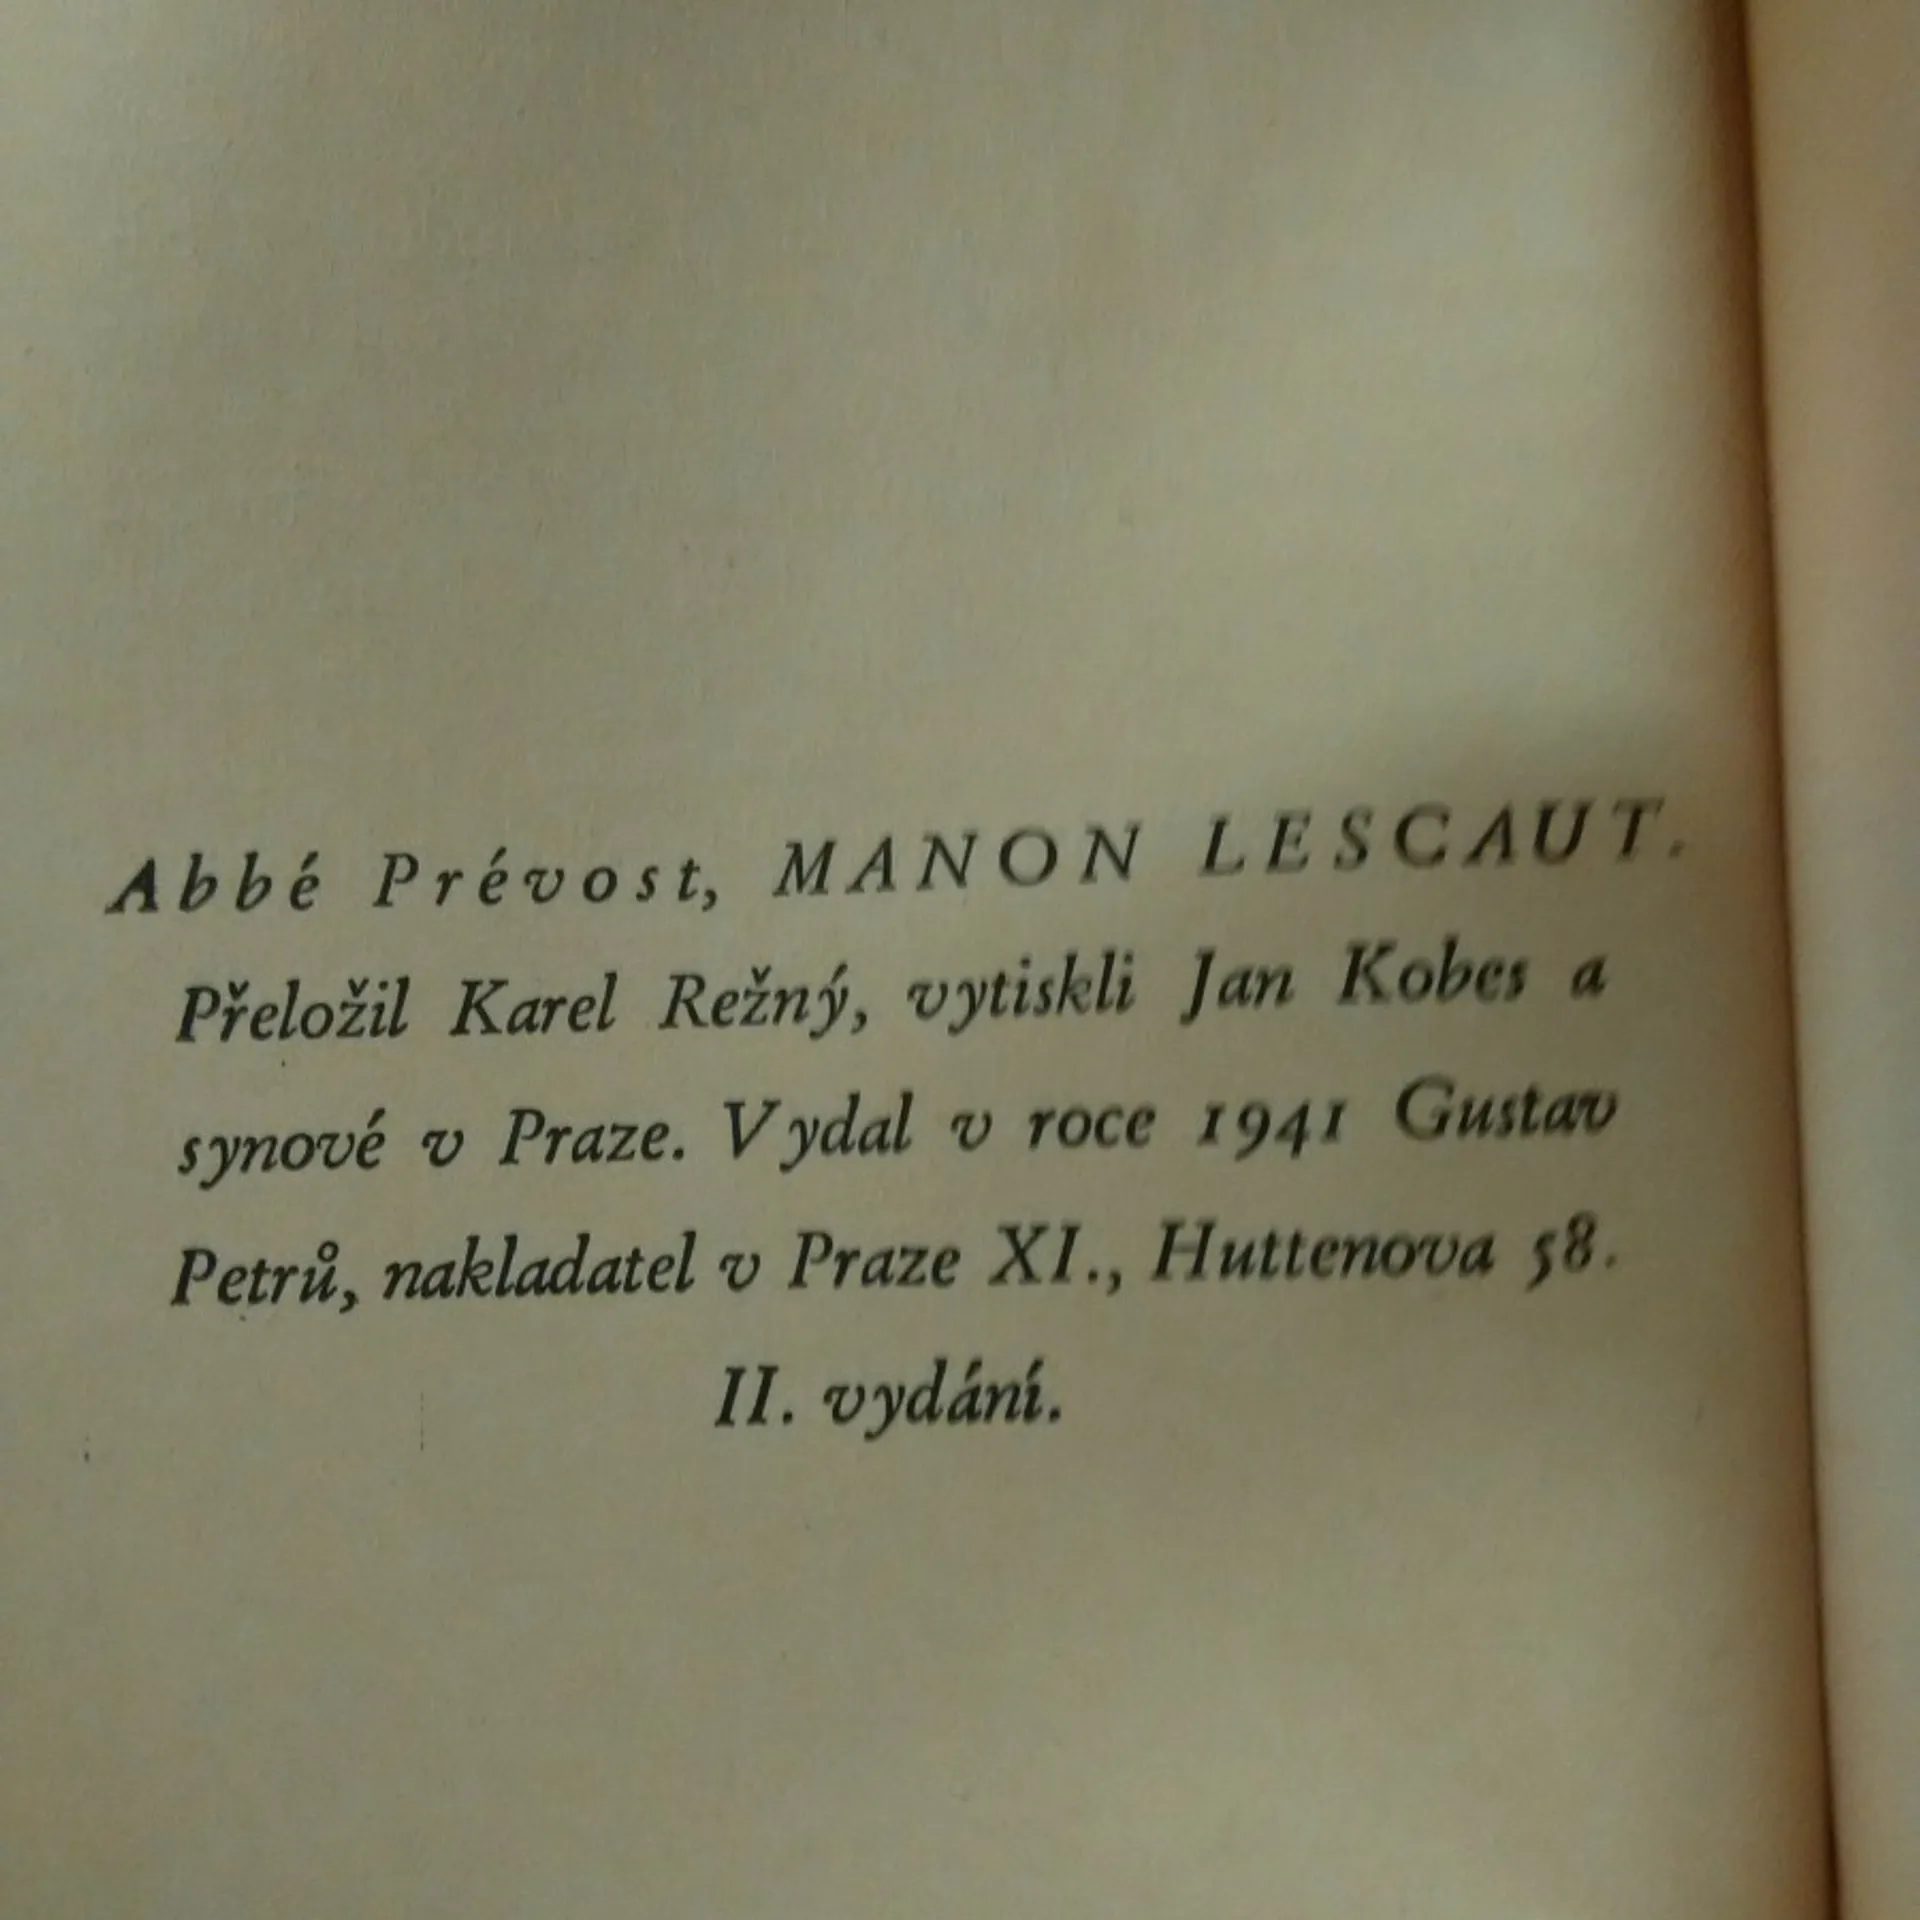 Abbé Prévost, MANON LESCAUT.
Přeložil Karel Režný, vytiskli Jan Kobes a
synové v Praze. Vydal v roce 1941 Gustav
Petrů, nakladatel v Praze XI., Huttenova 58.
II. vydání.